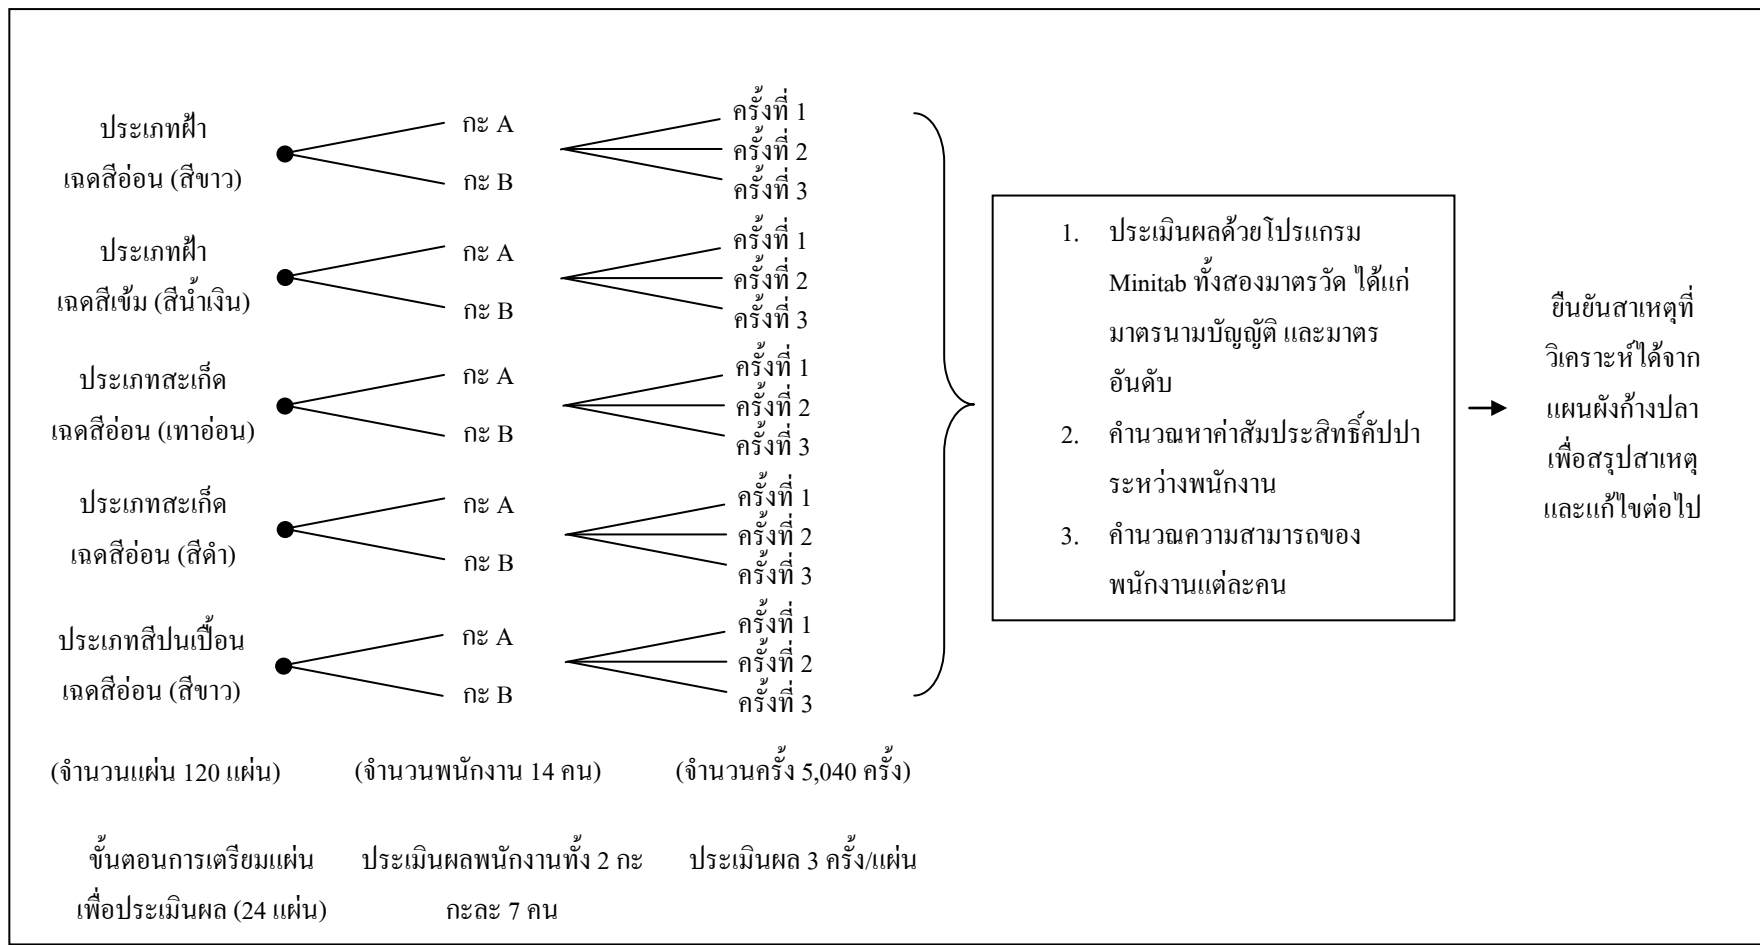 ประเภทฝ้า
เฉดสีอ่อน (สีขาว)
กะ A
กะ B
ครั้งที่ 1
ครั้งที่ 2
ครั้งที่ 3
ประเภทฝ้า
เฉดสีเข้ม (สีน้ำเงิน)
กะ A
กะ B
ครั้งที่ 1
ครั้งที่ 2
ครั้งที่ 3
ประเภทสะเก็ด
เฉดสีอ่อน (เทาอ่อน)
กะ A
กะ B
ครั้งที่ 1
ครั้งที่ 2
ครั้งที่ 3
ประเภทสะเก็ด
เฉดสีอ่อน (สีดำ)
กะ A
กะ B
ครั้งที่ 1
ครั้งที่ 2
ครั้งที่ 3
ประเภทสีปนเปื้อน
เฉดสีอ่อน (สีขาว)
กะ A
กะ B
ครั้งที่ 1
ครั้งที่ 2
ครั้งที่ 3
(จำนวนแผ่น 120 แผ่น)
(จำนวนพนักงาน 14 คน)
(จำนวนครั้ง 5,040 ครั้ง)
ขั้นตอนการเตรียมแผ่น
เพื่อประเมินผล (24 แผ่น)
ประเมินผลพนักงานทั้ง 2 กะ
กะละ 7 คน
ประเมินผล 3 ครั้ง/แผ่น
1. ประเมินผลด้วยโปรแกรม
Minitab ทั้งสองมาตรวัด ได้แก่
มาตรนามบัญญัติ และมาตร
อันดับ
2. คำนวณหาค่าสัมประสิทธิ์คัปปา
ระหว่างพนักงาน
3. คำนวณความสามารถของ
พนักงานแต่ละคน
ยืนยันสาเหตุที่
วิเคราะห์ได้จาก
แผนผังก้างปลา
เพื่อสรุปสาเหตุ
และแก้ไขต่อไป